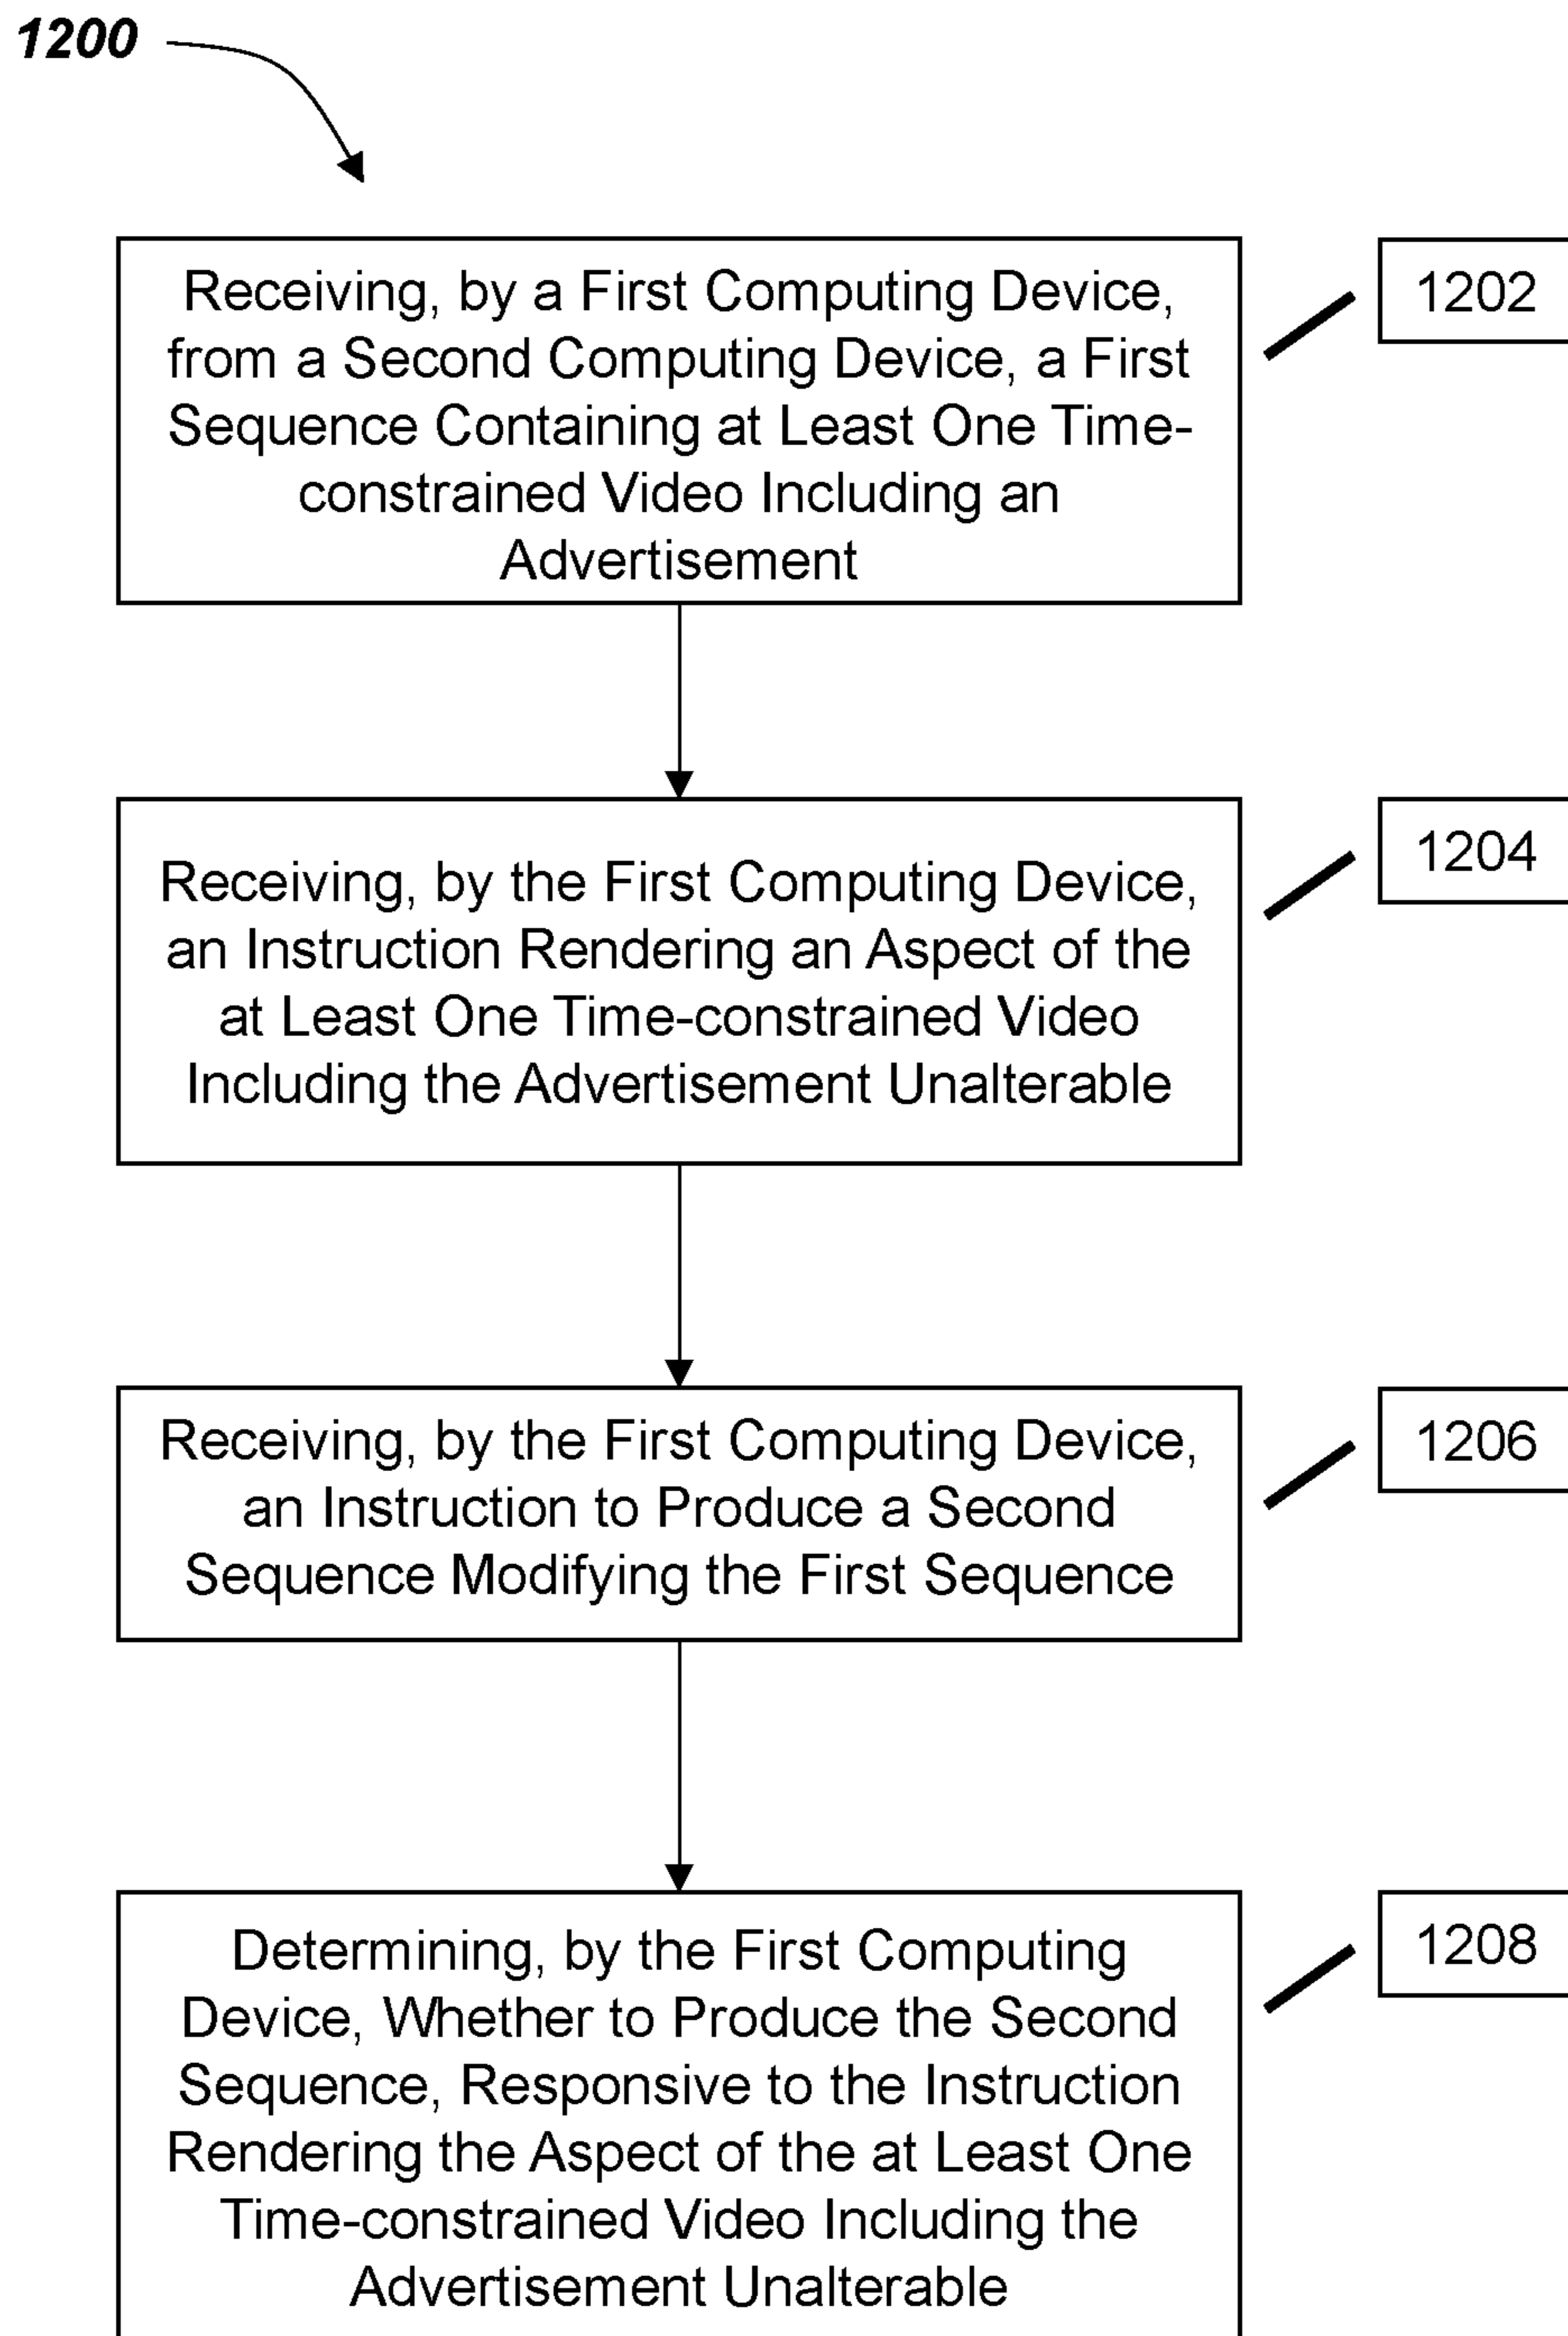 1200
Receiving, by a First Computing Device,
from a Second Computing Device, a First
Sequence Containing at Least One Time-
constrained Video Including an
Advertisement
1202
Receiving, by the First Computing Device,
an Instruction Rendering an Aspect of the
at Least One Time-constrained Video
Including the Advertisement Unalterable
1204
Receiving, by the First Computing Device,
an Instruction to Produce a Second
Sequence Modifying the First Sequence
1206
Determining, by the First Computing
Device, Whether to Produce the Second
Sequence, Responsive to the Instruction
Rendering the Aspect of the at Least One
Time-constrained Video Including the
Advertisement Unalterable
1208